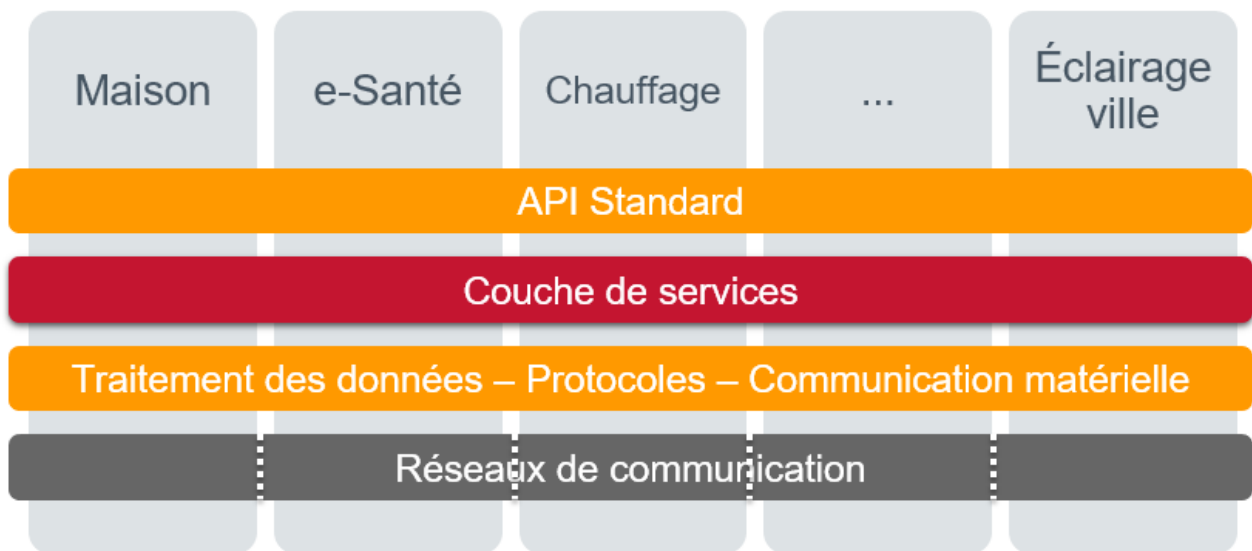 Maison
e-Santé
Chauffage
...
Éclairage
ville
API Standard
Couche de services
Traitement des données – Protocoles – Communication matérielle
Réseaux de communication